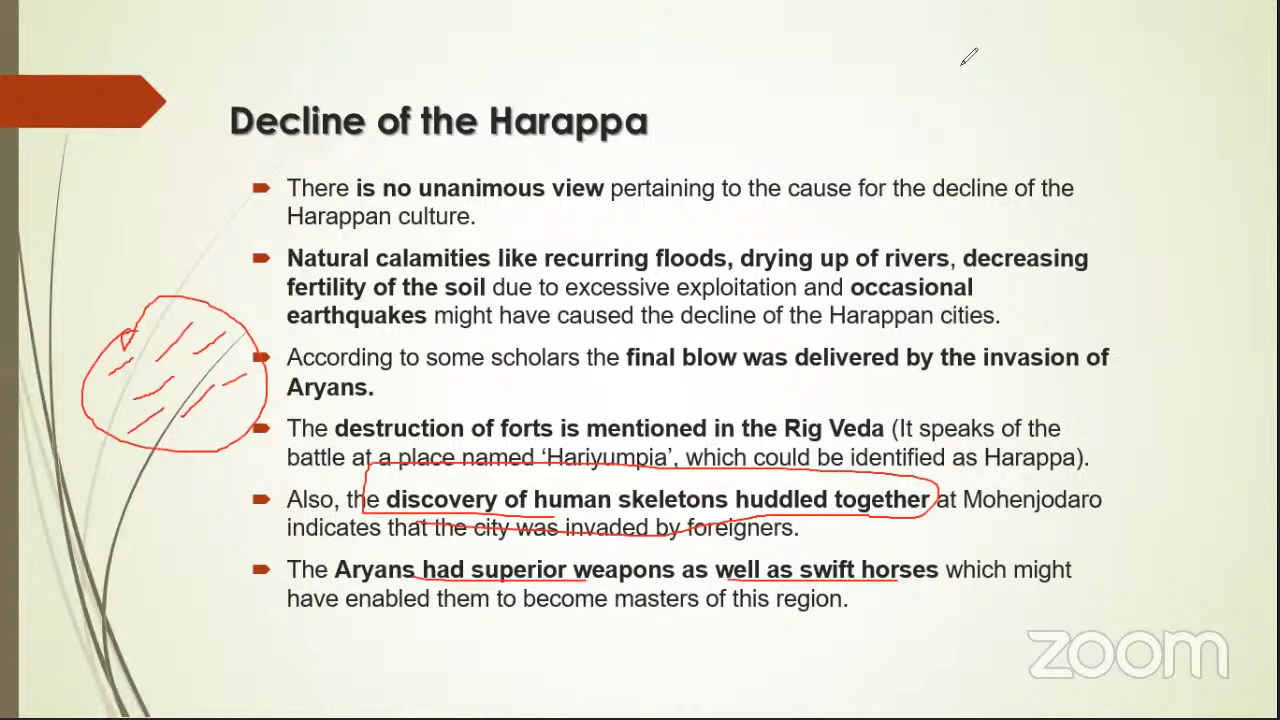 Decline of the Harappa
There is no unanimous view pertaining to the cause for the decline of the
Harappan culture.
Natural calamities like recurring floods, drying up of rivers, decreasing
fertility of the soil due to excessive exploitation and occasional
earthquakes might have caused the decline of the Harappan cities.
According to some scholars the final blow was delivered by the invasion of
Aryans.
The destruction of forts is mentioned in the Rig Veda (It speaks of the
battle at a place named ‘Hariyumpia’, which could be identified as Harappa).
Also, the discovery of human skeletons huddled together at Mohenjodaro
indicates that the city was invaded by foreigners.
The Aryans had superior weapons as well as swift horses which might
have enabled them to become masters of this region.
zoom